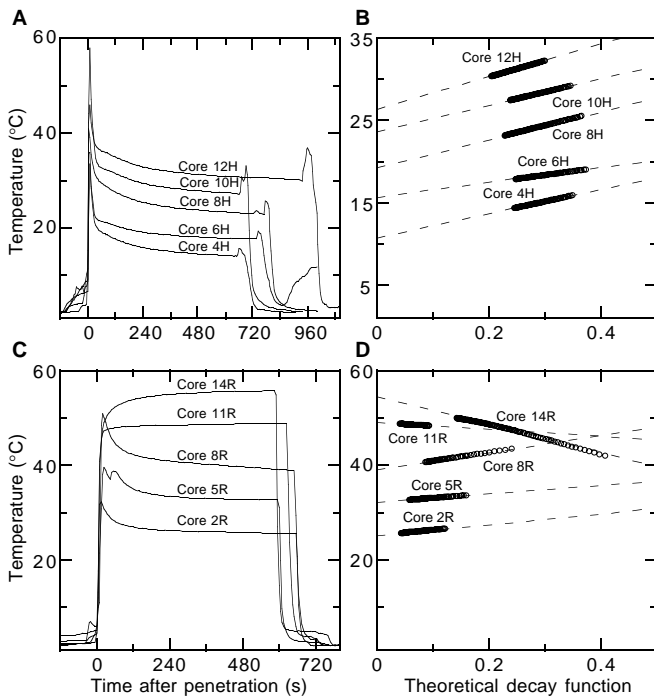 A
B
60
40
20
Temperature (°C)
Core 12H
Core 10H
Core 8H
Core 6H
Core 4H
0 240 480 720 960
35
25
15
5
Core 12H
Core 10H
Core 8H
Core 6H
Core 4H
0 0.2 0.4
C
D
60
40
20
Temperature (°C)
Core 14R
Core 11R
Core 8R
Core 5R
Core 2R
0 240 480 720
Time after penetration (s)
60
40
20
Core 14R
Core 11R
Core 8R
Core 5R
Core 2R
0 0.2 0.4
Theoretical decay function